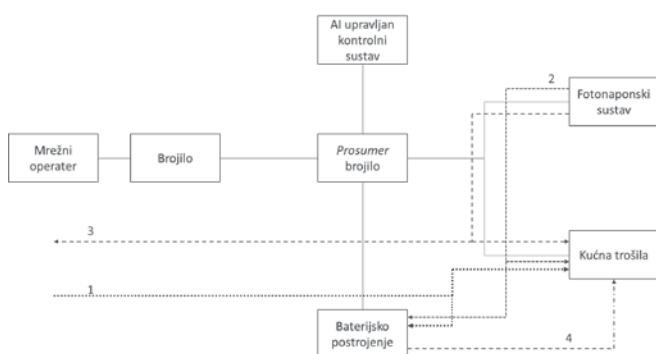 AI upravljan
kontrolni
sustav
2
Fotonaponski
sustav
Mrežni
operater
Brojilo
Prosumer
brojilo
3
Kućna trošila
1
Baterijsko
postrojenje
4